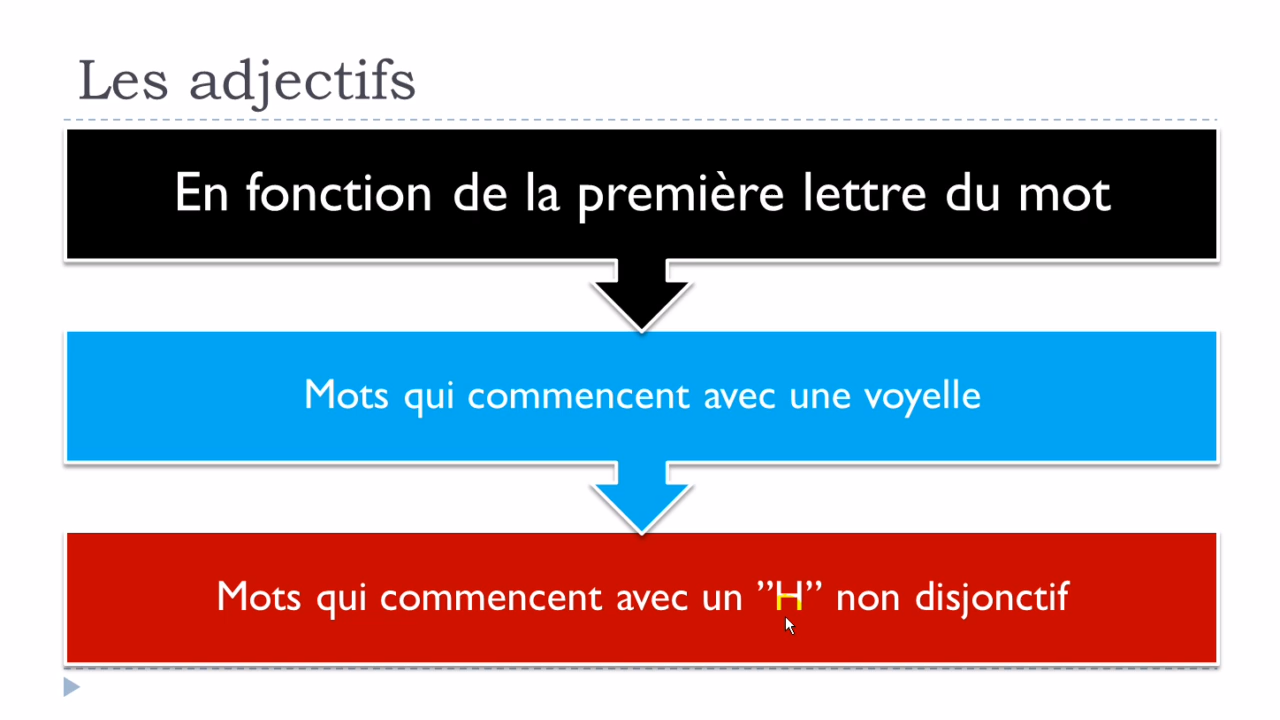 Les adjectifs
En fonction de la première lettre du mot
Mots qui commencent avec une voyelle
Mots qui commencent avec un ”H” non disjonctif